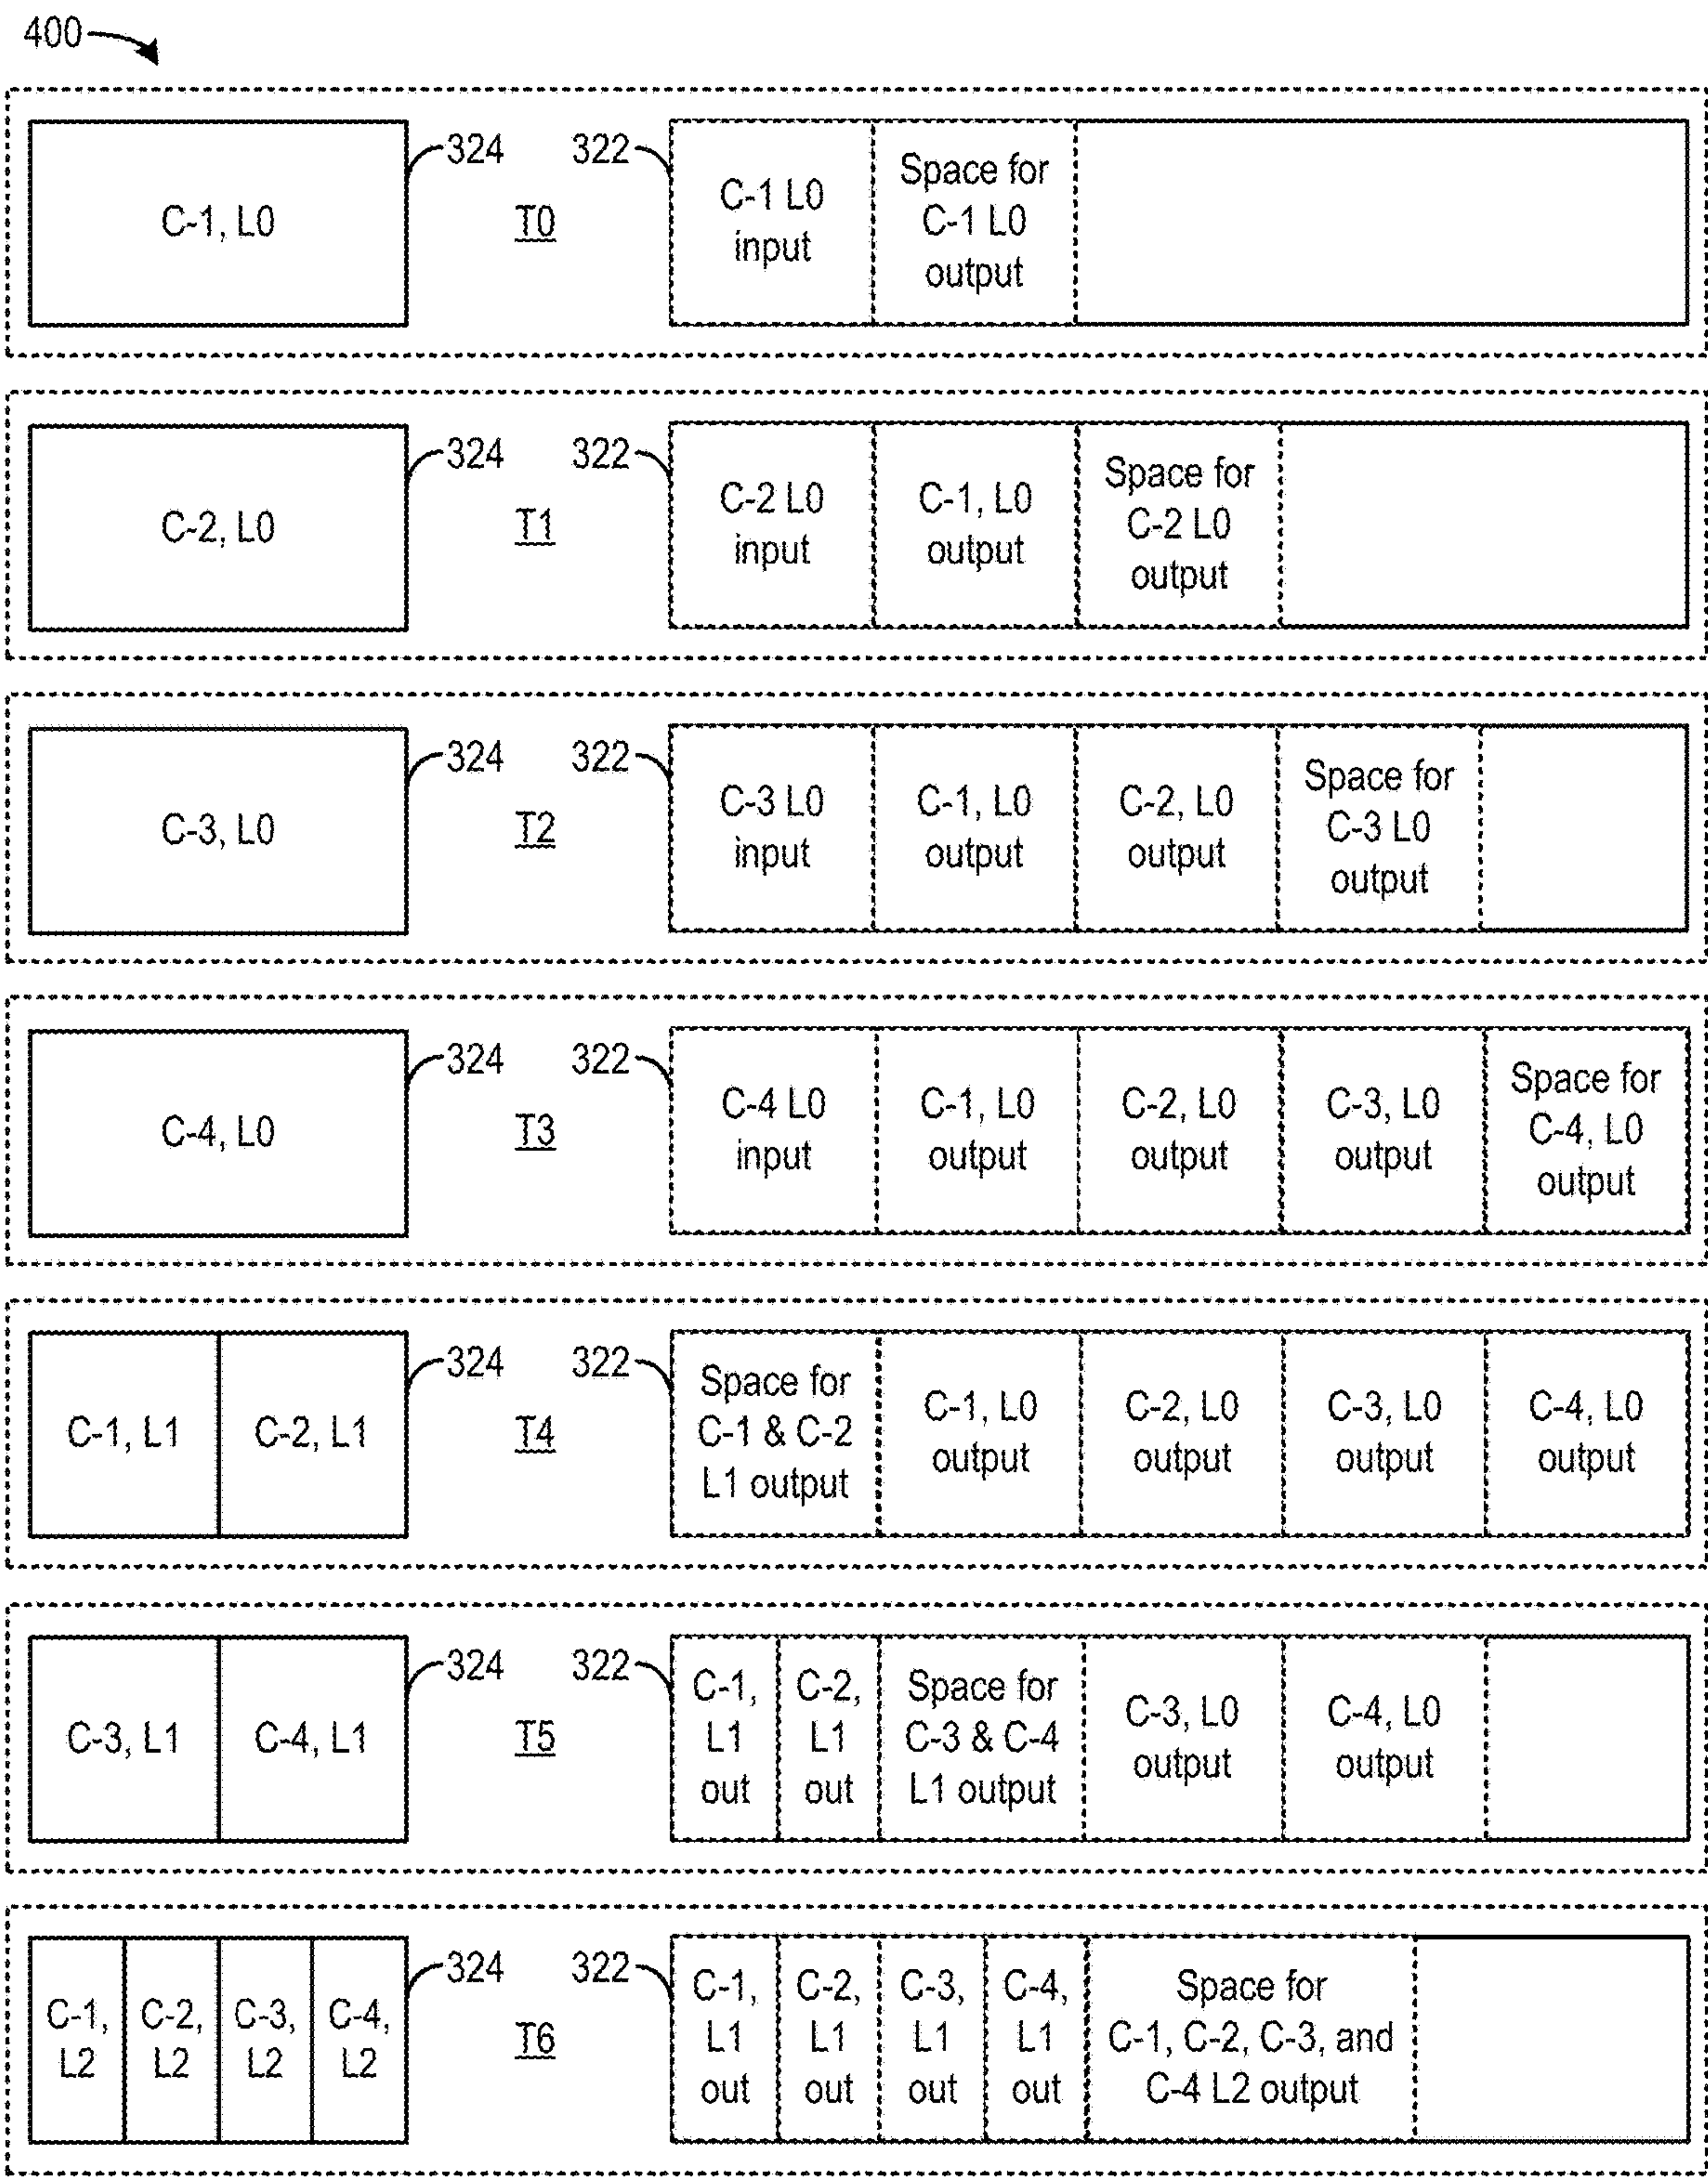 400
C-1, L0
324
T0
322
C-1 L0
input
Space for
C-1 L0
output
C-2, L0
324
T1
322
C-2 L0
input
C-1, L0
output
Space for
C-2 L0
output
C-3, L0
324
T2
322
C-3 L0
input
C-1, L0
output
C-2, L0
output
Space for
C-3 L0
output
C-4, L0
324
T3
322
C-4 L0
input
C-1, L0
output
C-2, L0
output
C-3, L0
output
Space for
C-4, L0
output
C-1, L1
C-2, L1
324
T4
322
Space for
C-1 & C-2
L1 output
C-1, L0
output
C-2, L0
output
C-3, L0
output
C-4, L0
output
C-3, L1
C-4, L1
324
T5
322
C-1,
L1
out
C-2,
L1
out
Space for
C-3 & C-4
L1 output
C-3, L0
output
C-4, L0
output
C-1,
L2
C-2,
L2
C-3,
L2
C-4,
L2
324
T6
322
C-1,
L1
out
C-2,
L1
out
C-3,
L1
out
C-4,
L1
out
Space for
C-1, C-2, C-3, and
C-4 L2 output